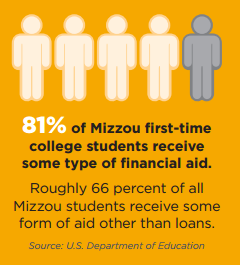 81% of Mizzou first-time
college students receive
some type of financial aid.
Roughly 66 percent of all
Mizzou students receive some
form of aid other than loans.
Source: U.S. Department of Education